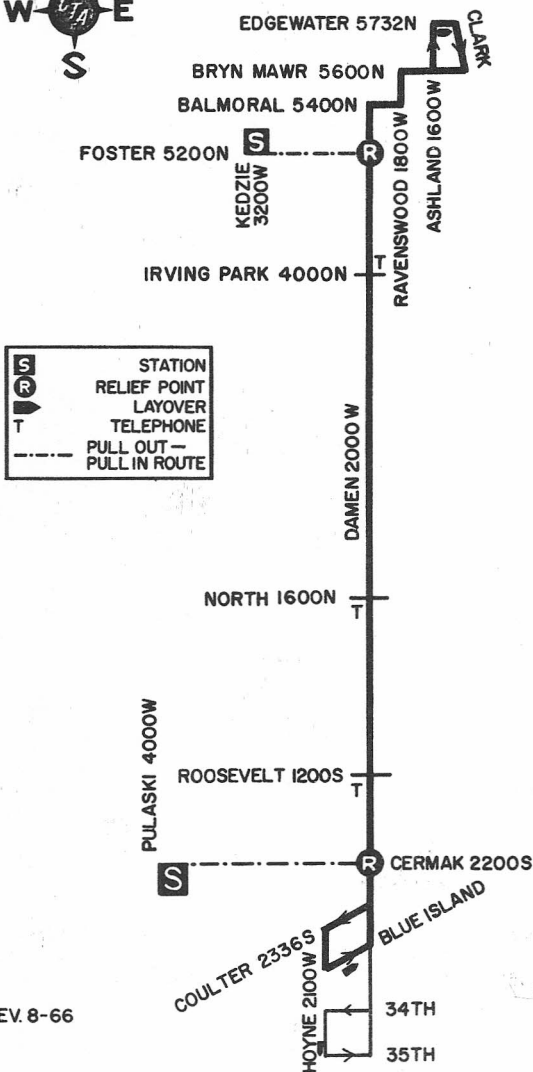 W
E
CTA
S
EDGEWATER 5732N
CLARK
BRYN MAWR 5600N
BALMORAL 5400N
S
FOSTER 5200N
R
KEDZIE
3200W
RAVENSWOOD 1800W
ASHLAND 1600W
T
IRVING PARK 4000N
S STATION
R RELIEF POINT
LAYOVER
T TELEPHONE
PULL OUT—
PULL IN ROUTE
DAMEN 2000W
NORTH 1600N
T
PULASKI 4000W
ROOSEVELT 1200S
T
S
R
CERMAK 2200S
BLUE ISLAND
COULTER 2336S
HOYNE 2100W
EV. 8-66
34TH
35TH